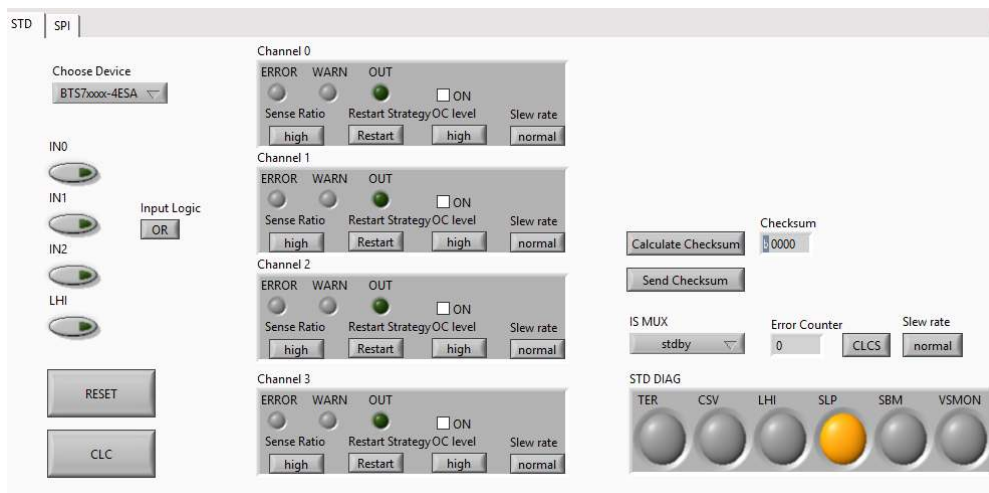 STD SPI
Choose Device
BTS7xxxx-4ESA
IN0
IN1
Input Logic
OR
IN2
LHI
RESET
CLC
Channel 0
ERROR WARN OUT
ON
Sense Ratio Restart Strategy OC level Slew rate
high Restart high normal
Channel 1
ERROR WARN OUT
ON
Sense Ratio Restart Strategy OC level Slew rate
high Restart high normal
Channel 2
ERROR WARN OUT
ON
Sense Ratio Restart Strategy OC level Slew rate
high Restart high normal
Channel 3
ERROR WARN OUT
ON
Sense Ratio Restart Strategy OC level Slew rate
high Restart high normal
Checksum
Calculate Checksum 0000
Send Checksum
IS MUX Error Counter Slew rate
stdby 0 CLCS normal
STD DIAG
TER CSV LHI SLP SBM VSMON